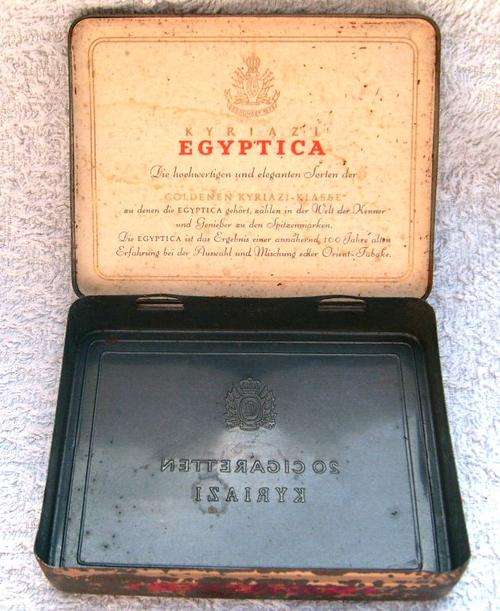 KYRIAZI
EGYPTICA
Die hochwertigen und eleganten Sorten der
GOLDENEN KYRIAZI-KLASSE
zu denen die EGYPTICA gehört, zählen in der Welt der Kenner
und Genießer zu den Spitzenmarken.
Die EGYPTICA ist das Ergebnis einer annähernd 100 Jahre alten
Erfahrung bei der Auswahl und Mischung edler Orient-Tabake.
20 CIGARETTEN
KYRIAZI